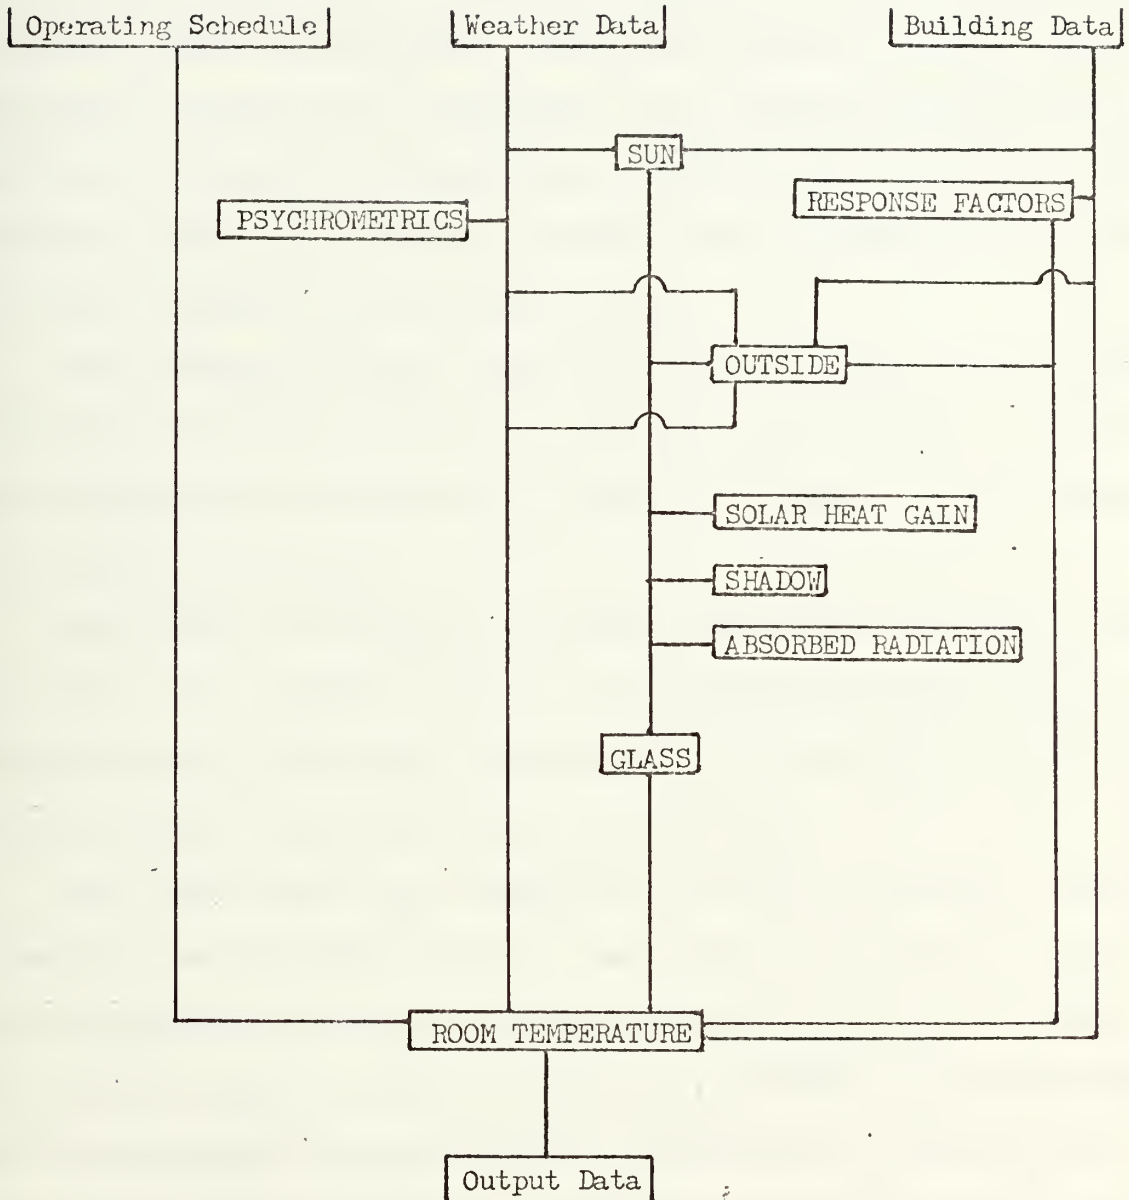 Operating Schedule
Weather Data
Building Data
SUN
RESPONSE FACTORS
PSYCHROMETRICS
OUTSIDE
SOLAR HEAT GAIN
SHADOW
ABSORBED RADIATION
GLASS
ROOM TEMPERATURE
Output Data